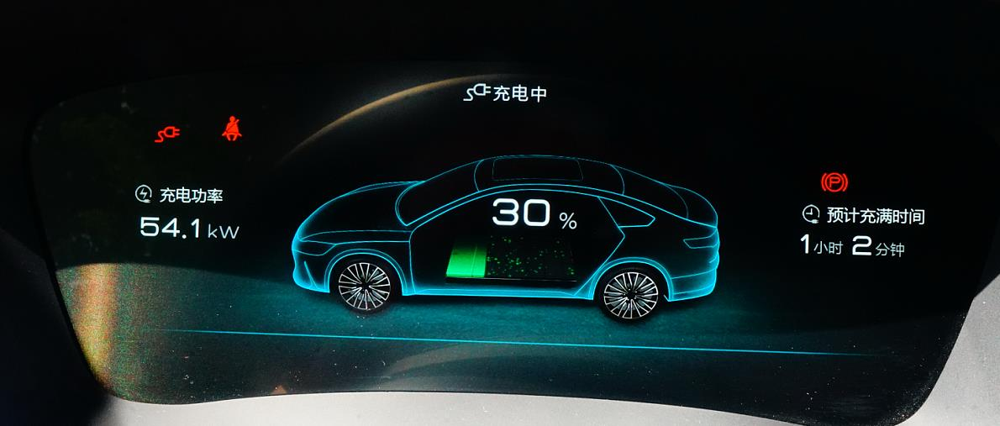 充电中
充电功率
54.1 kW
30 %
P
预计充满时间
1小时 2分钟